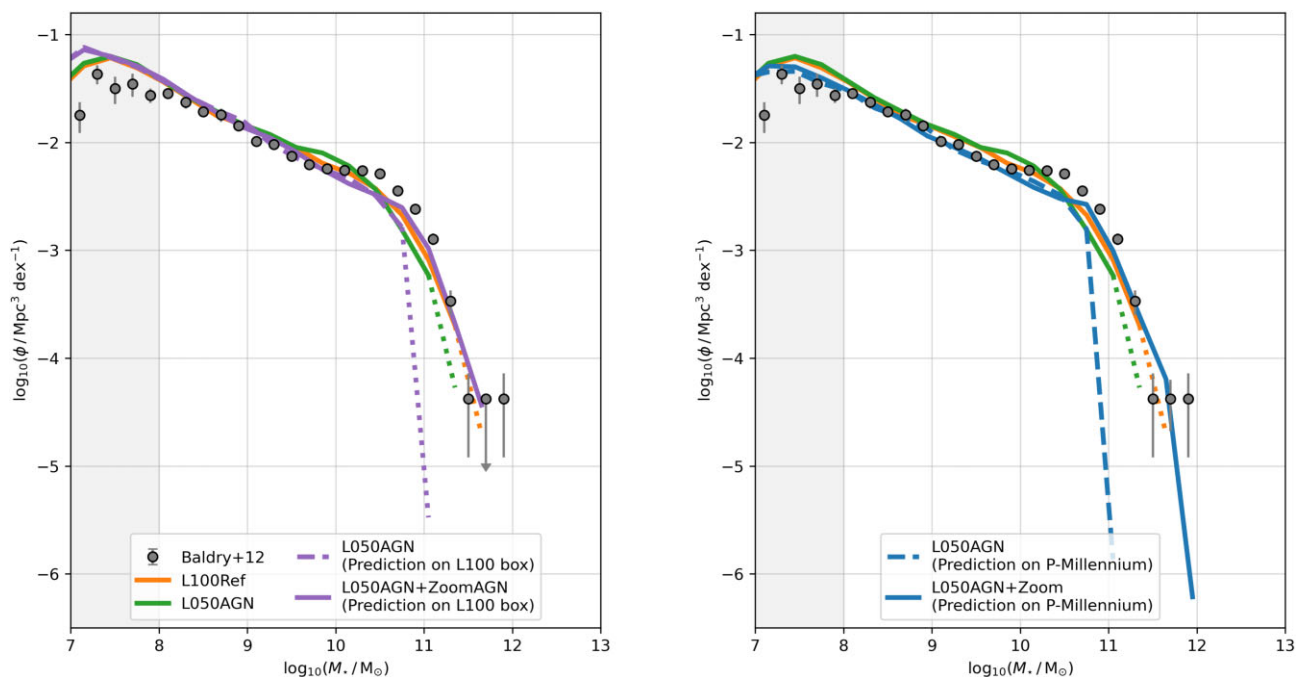 −1
−2
−3
−4
−5
−6
log₁₀(ϕ / Mpc³ dex⁻¹)
7 8 9 10 11 12 13
log₁₀(M⋆ / M⊙)
Baldry+12
L100Ref
L050AGN
L050AGN
(Prediction on L100 box)
L050AGN+ZoomAGN
(Prediction on L100 box)
−1
−2
−3
−4
−5
−6
log₁₀(ϕ / Mpc³ dex⁻¹)
7 8 9 10 11 12 13
log₁₀(M⋆ / M⊙)
L050AGN
(Prediction on P-Millennium)
L050AGN+Zoom
(Prediction on P-Millennium)